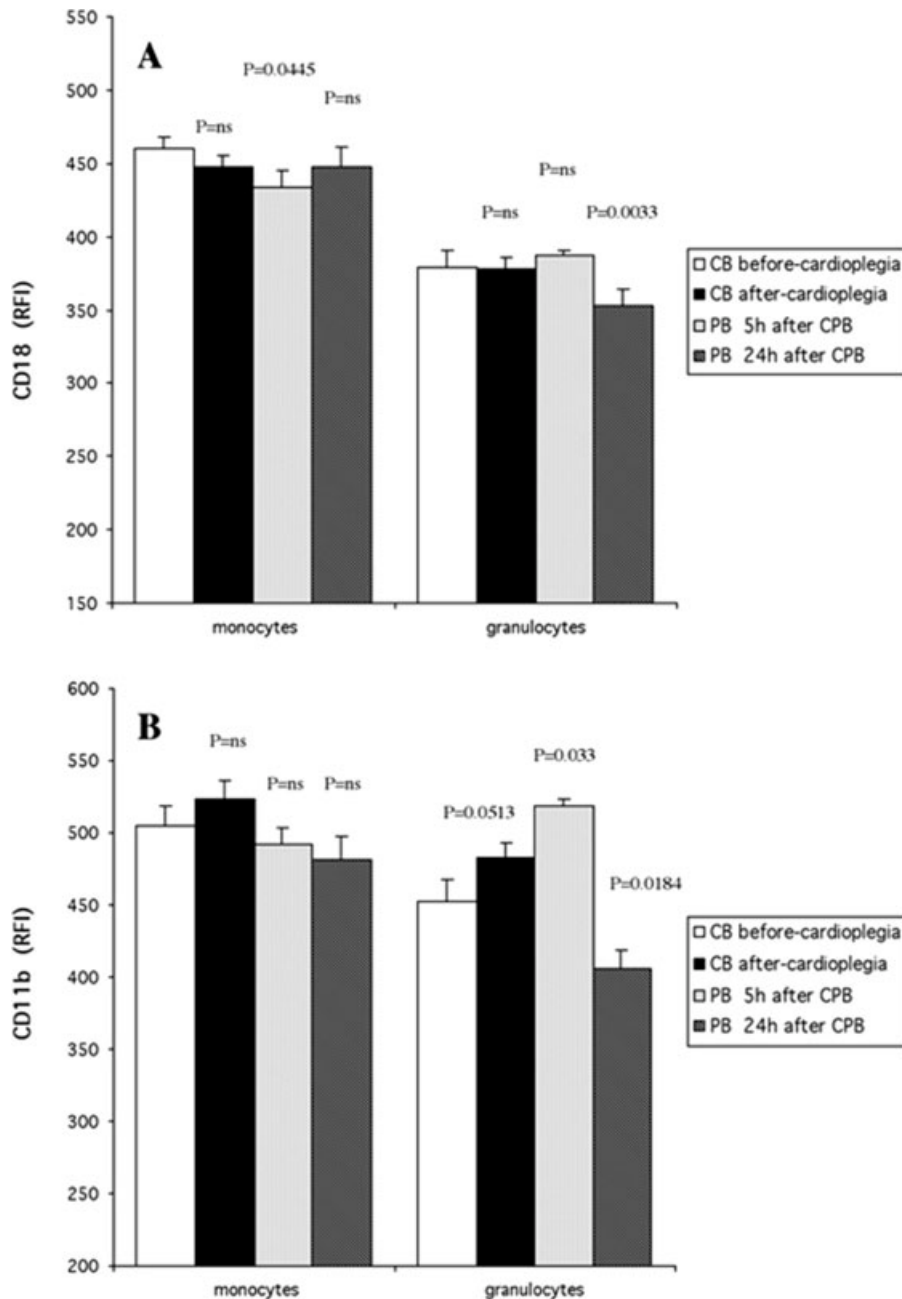 A
550
500
450
400
350
300
250
200
150
CD18 (RFI)
P=ns
P=0.0445
P=ns
P=ns
P=ns
P=0.0033
monocytes
granulocytes
CB before-cardioplegia
CB after-cardioplegia
PB 5h after CPB
PB 24h after CPB
B
600
550
500
450
400
350
300
250
200
CD11b (RFI)
P=ns
P=ns
P=ns
P=0.0513
P=0.033
P=0.0184
monocytes
granulocytes
CB before-cardioplegia
CB after-cardioplegia
PB 5h after CPB
PB 24h after CPB